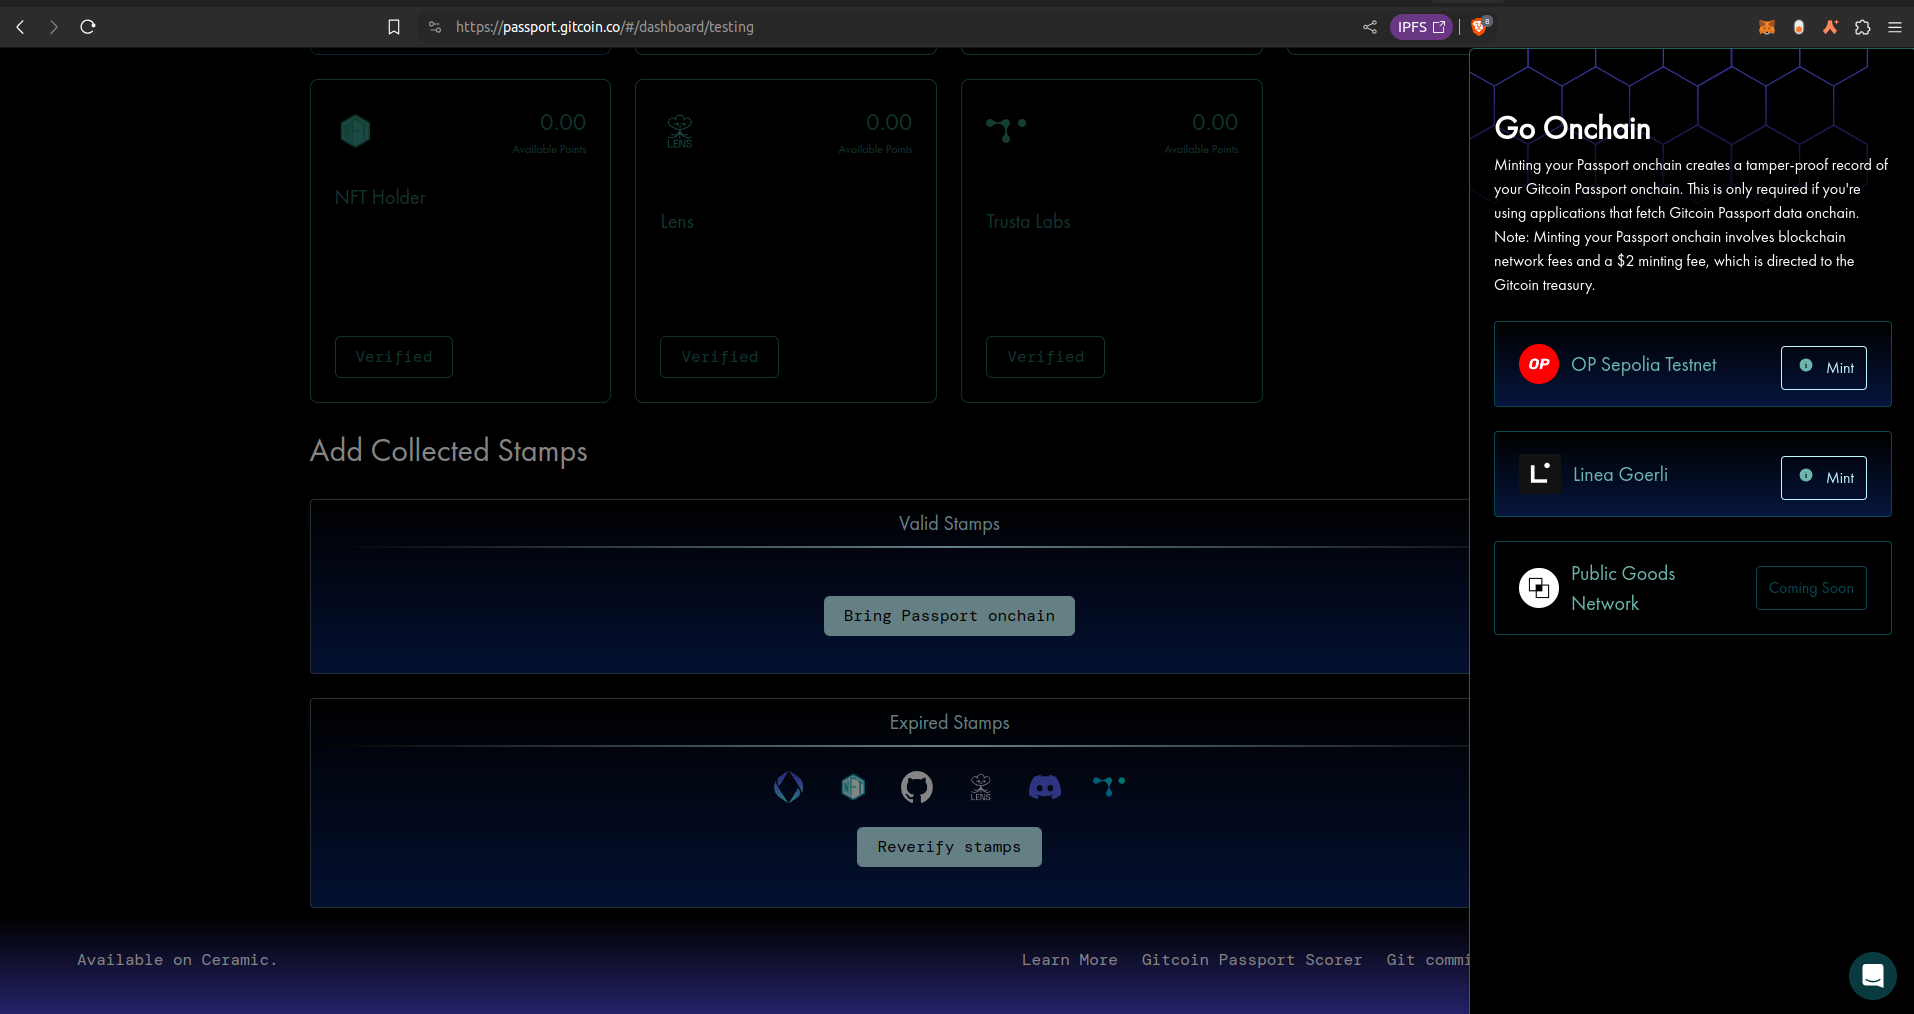 https://passport.gitcoin.co/#/dashboard/testing
IPFS
8
NFT
0.00
Available Points
NFT Holder
Verified
LENS
0.00
Available Points
Lens
Verified
0.00
Available Points
Trusta Labs
Verified
Add Collected Stamps
Valid Stamps
Bring Passport onchain
Expired Stamps
NFT
LENS
Reverify stamps
Available on Ceramic.
Learn More
Gitcoin Passport Scorer
Git commi
Go Onchain
Minting your Passport onchain creates a tamper-proof record of
your Gitcoin Passport onchain. This is only required if you're
using applications that fetch Gitcoin Passport data onchain.
Note: Minting your Passport onchain involves blockchain
network fees and a $2 minting fee, which is directed to the
Gitcoin treasury.
OP
OP Sepolia Testnet
Mint
L
Linea Goerli
Mint
Public Goods
Network
Coming Soon